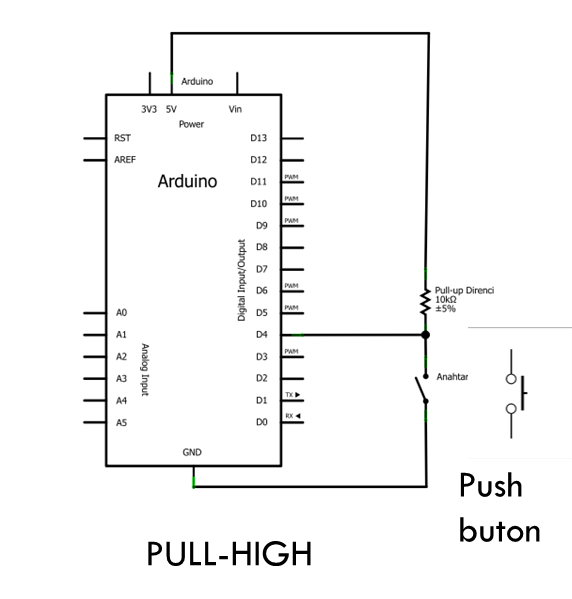 Arduino
3V3 5V Vin
Power
RST
AREF
Arduino
D13
D12
D11 PWM
D10 PWM
D9 PWM
D8
D7
D6 PWM
D5 PWM
D4
D3 PWM
D2
D1 TX
D0 RX
Digital Input/Output
A0
A1
A2
A3
A4
A5
Analog Input
GND
Pull-up Direnci
10kΩ
±5%
Anahtar
Push
buton
PULL-HIGH